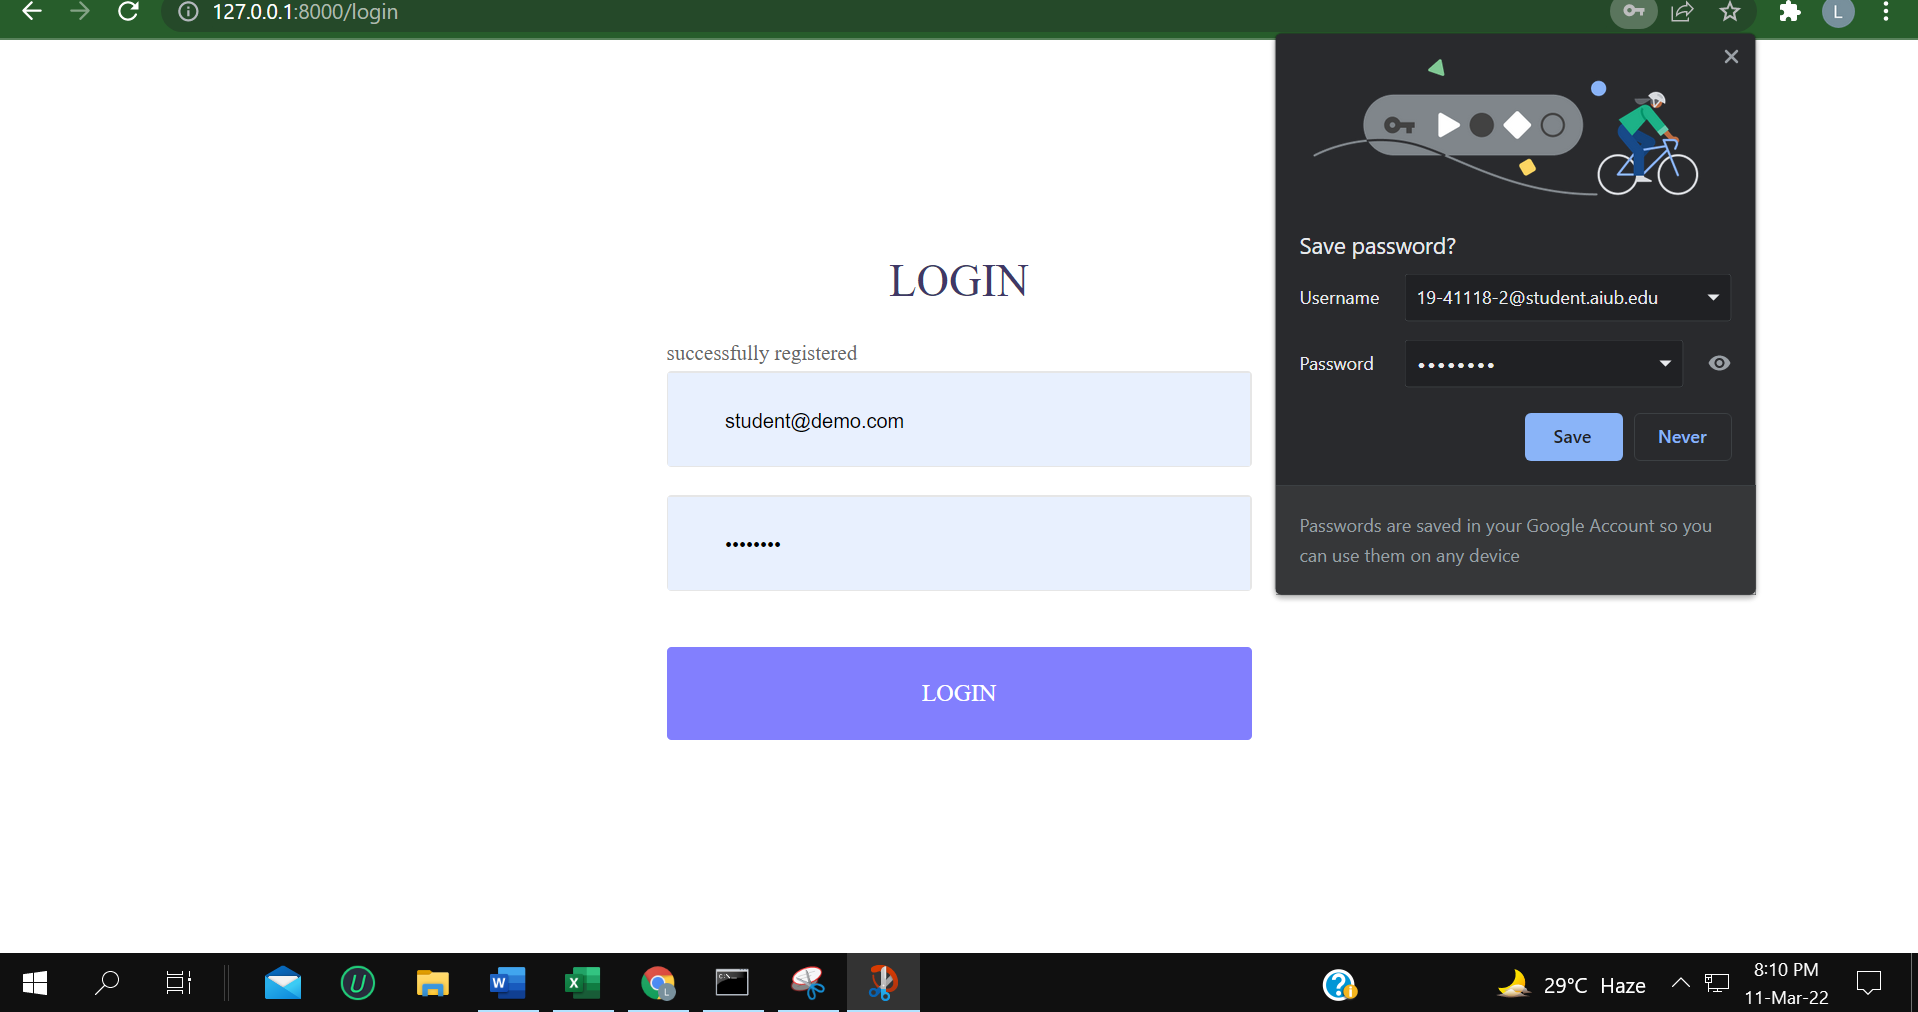 127.0.0.1:8000/login
L
Save password?
Username
19-41118-2@student.aiub.edu
Password
••••••••
Save
Never
Passwords are saved in your Google Account so you
can use them on any device
LOGIN
successfully registered
student@demo.com
••••••••
LOGIN
29°C Haze
8:10 PM
11-Mar-22